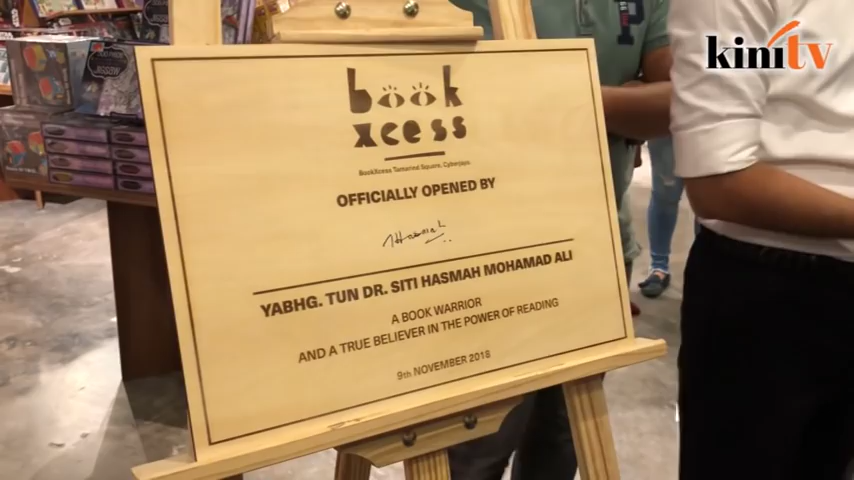 kinitv
book
xcess
BookXcess Tamarind Square, Cyberjaya
OFFICIALLY OPENED BY
Hasmah
YABHG. TUN DR. SITI HASMAH MOHAMAD ALI
A BOOK WARRIOR
AND A TRUE BELIEVER IN THE POWER OF READING
9th NOVEMBER 2018